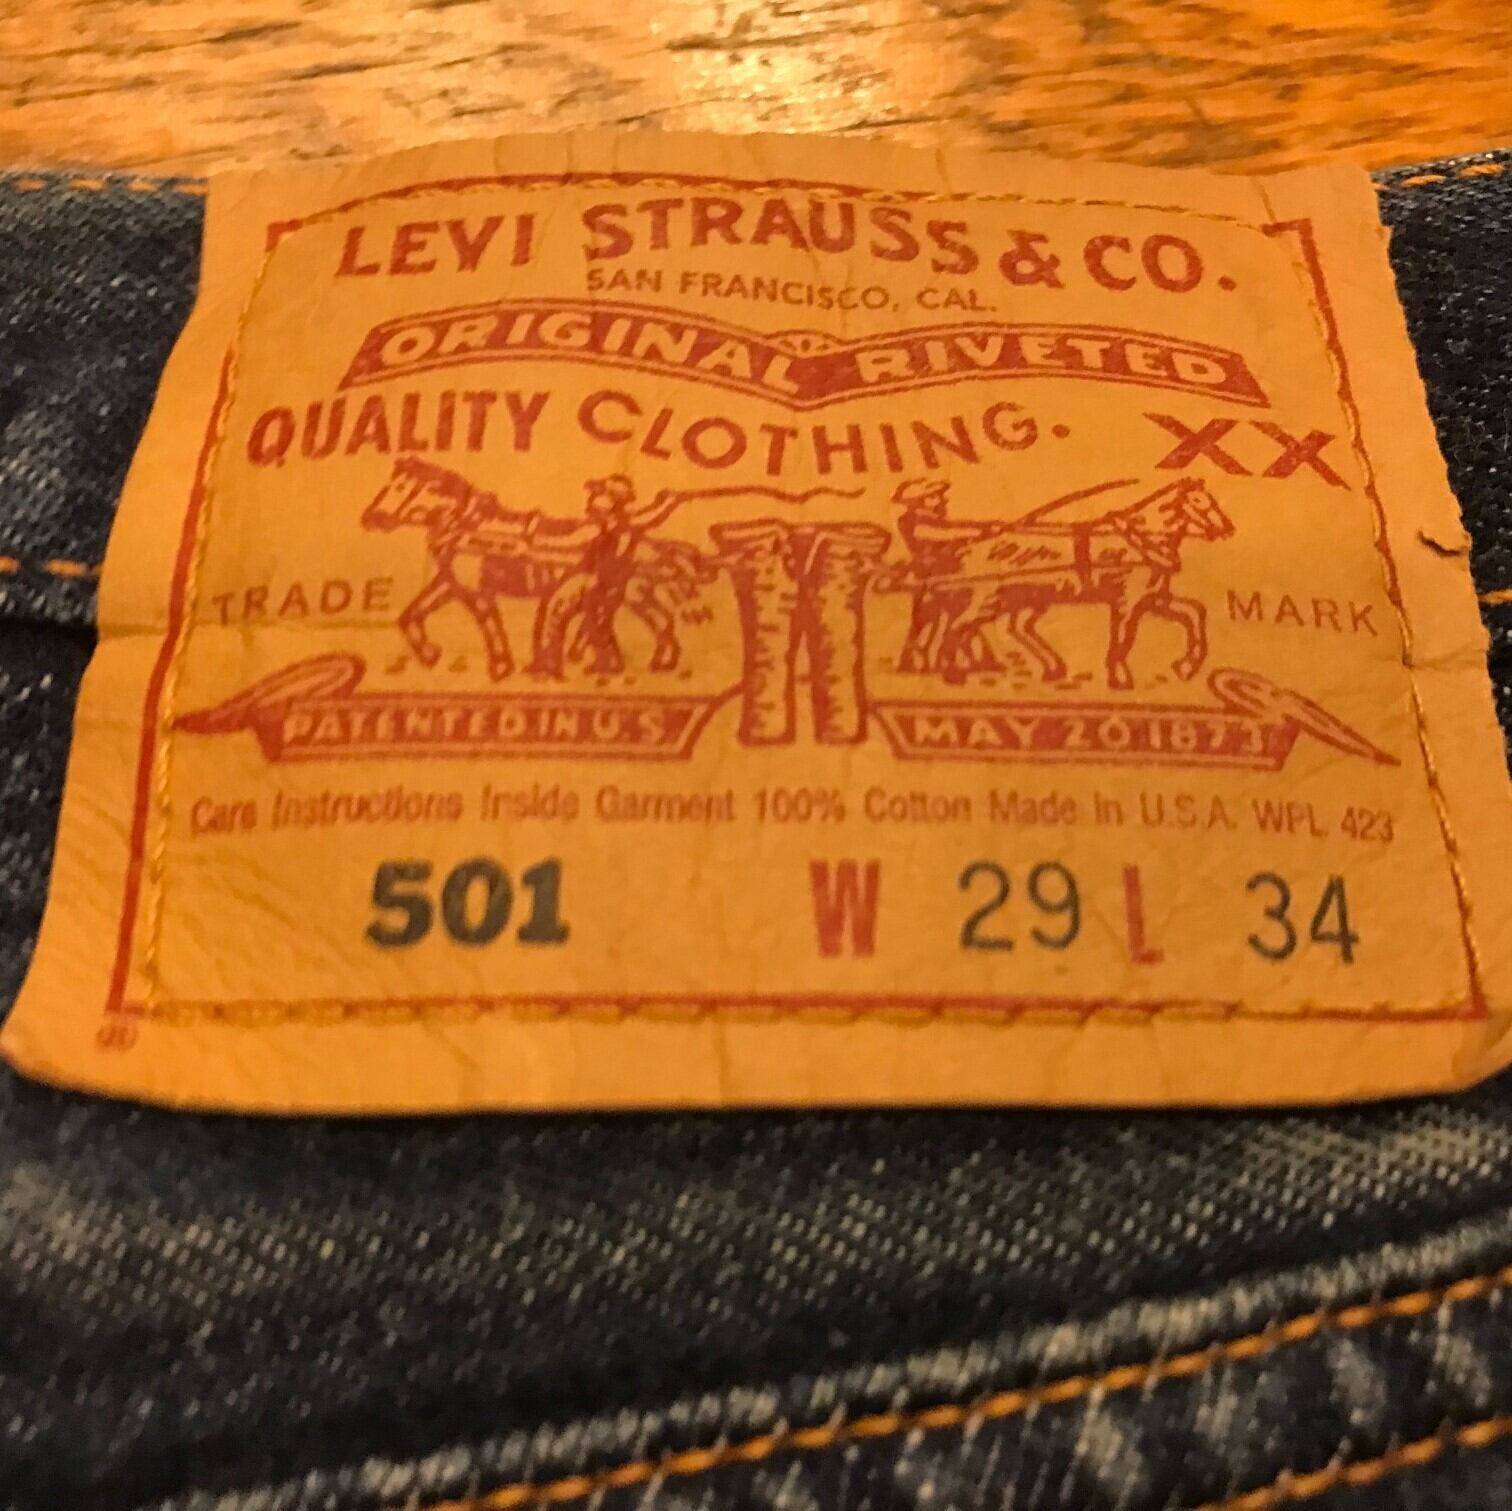 LEVI STRAUSS & CO.
SAN FRANCISCO, CAL.
ORIGINAL RIVETED
QUALITY CLOTHING. XX
TRADE MARK
PATENTED IN U.S. MAY 20 1873
Care Instructions Inside Garment 100% Cotton Made in U.S.A. WPL 423
501 W 29 L 34